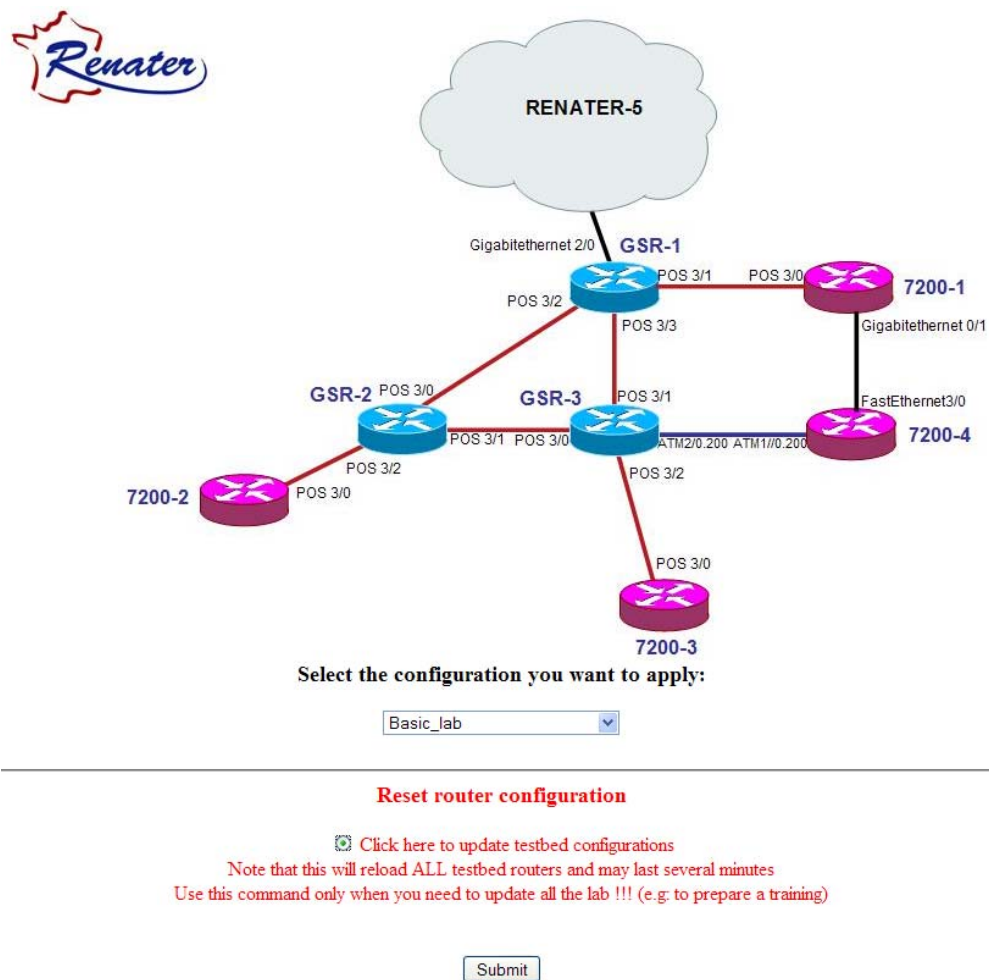 Renater
RENATER-5
Gigabitethernet 2/0
GSR-1
POS 3/1
POS 3/0
7200-1
POS 3/2
POS 3/3
Gigabitethernet 0/1
GSR-2
POS 3/0
GSR-3
POS 3/1
FastEthernet3/0
POS 3/1
POS 3/0
ATM2/0.200
ATM1//0.200
7200-4
POS 3/2
POS 3/2
7200-2
POS 3/0
POS 3/0
7200-3
Select the configuration you want to apply:
Basic_lab
Reset router configuration
Click here to update testbed configurations
Note that this will reload ALL testbed routers and may last several minutes
Use this command only when you need to update all the lab !!! (e.g: to prepare a training)
Submit